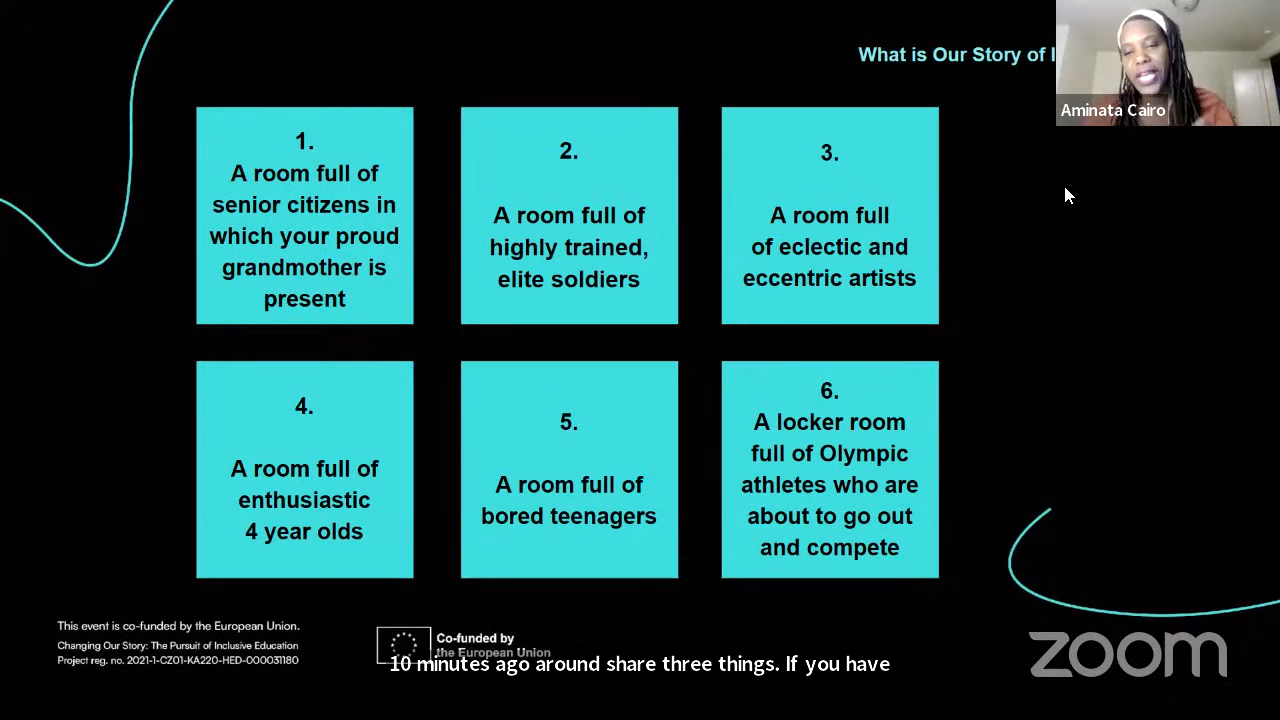 What is Our Story of
Aminata Cairo
1.
A room full of
senior citizens in
which your proud
grandmother is
present
2.
A room full of
highly trained,
elite soldiers
3.
A room full
of eclectic and
eccentric artists
4.
A room full of
enthusiastic
4 year olds
5.
A room full of
bored teenagers
6.
A locker room
full of Olympic
athletes who are
about to go out
and compete
This event is co-funded by the European Union.
Changing Our Story: The Pursuit of Inclusive Education
Project reg. no. 2021-1-CZ01-KA220-HED-000031180
Co-funded by
the European Union
10 minutes ago around share three things. If you have
zoom